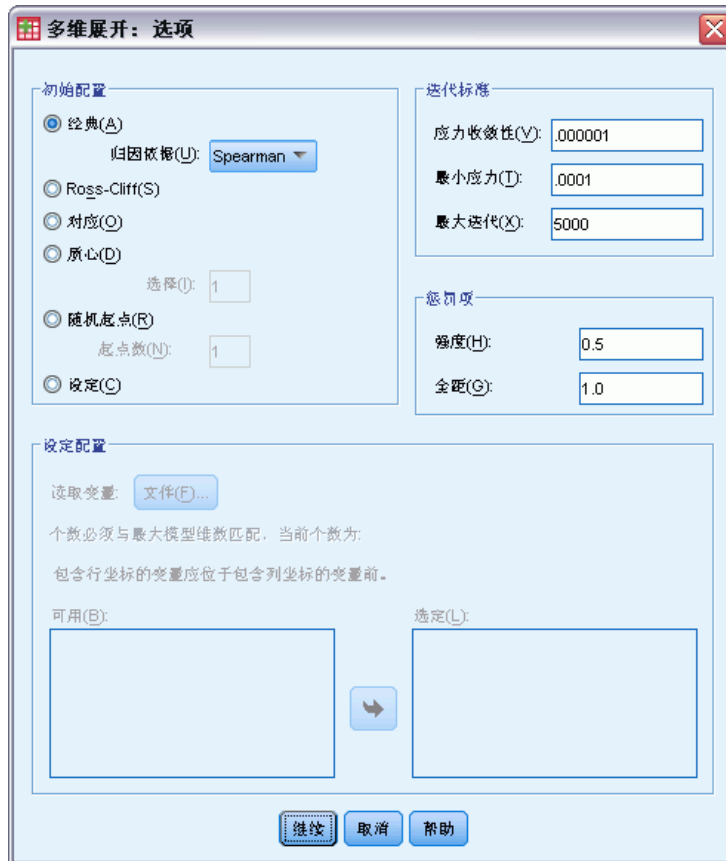 多维展开：选项
初始配置
经典(A)
归因依据(U): Spearman
Ross-Cliff(S)
对应(O)
质心(D)
选择(I): 1
随机起点(R)
起点数(N): 1
设定(C)
迭代标准
应力收敛性(V): .000001
最小应力(T): .0001
最大迭代(X): 5000
惩罚项
强度(H): 0.5
全距(G): 1.0
设定配置
读取变量: 文件(F)...
个数必须与最大模型维数匹配，当前个数为:
包含行坐标的变量应位于包含列坐标的变量前。
可用(B):
选定(L):
继续 取消 帮助